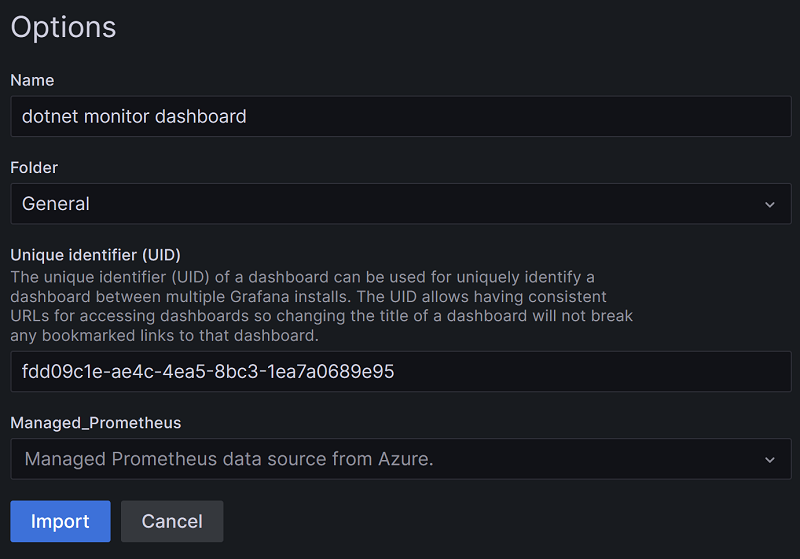 Options
Name
dotnet monitor dashboard
Folder
General
Unique identifier (UID)
The unique identifier (UID) of a dashboard can be used for uniquely identify a
dashboard between multiple Grafana installs. The UID allows having consistent
URLs for accessing dashboards so changing the title of a dashboard will not break
any bookmarked links to that dashboard.
fdd09c1e-ae4c-4ea5-8bc3-1ea7a0689e95
Managed_Prometheus
Managed Prometheus data source from Azure.
Import Cancel